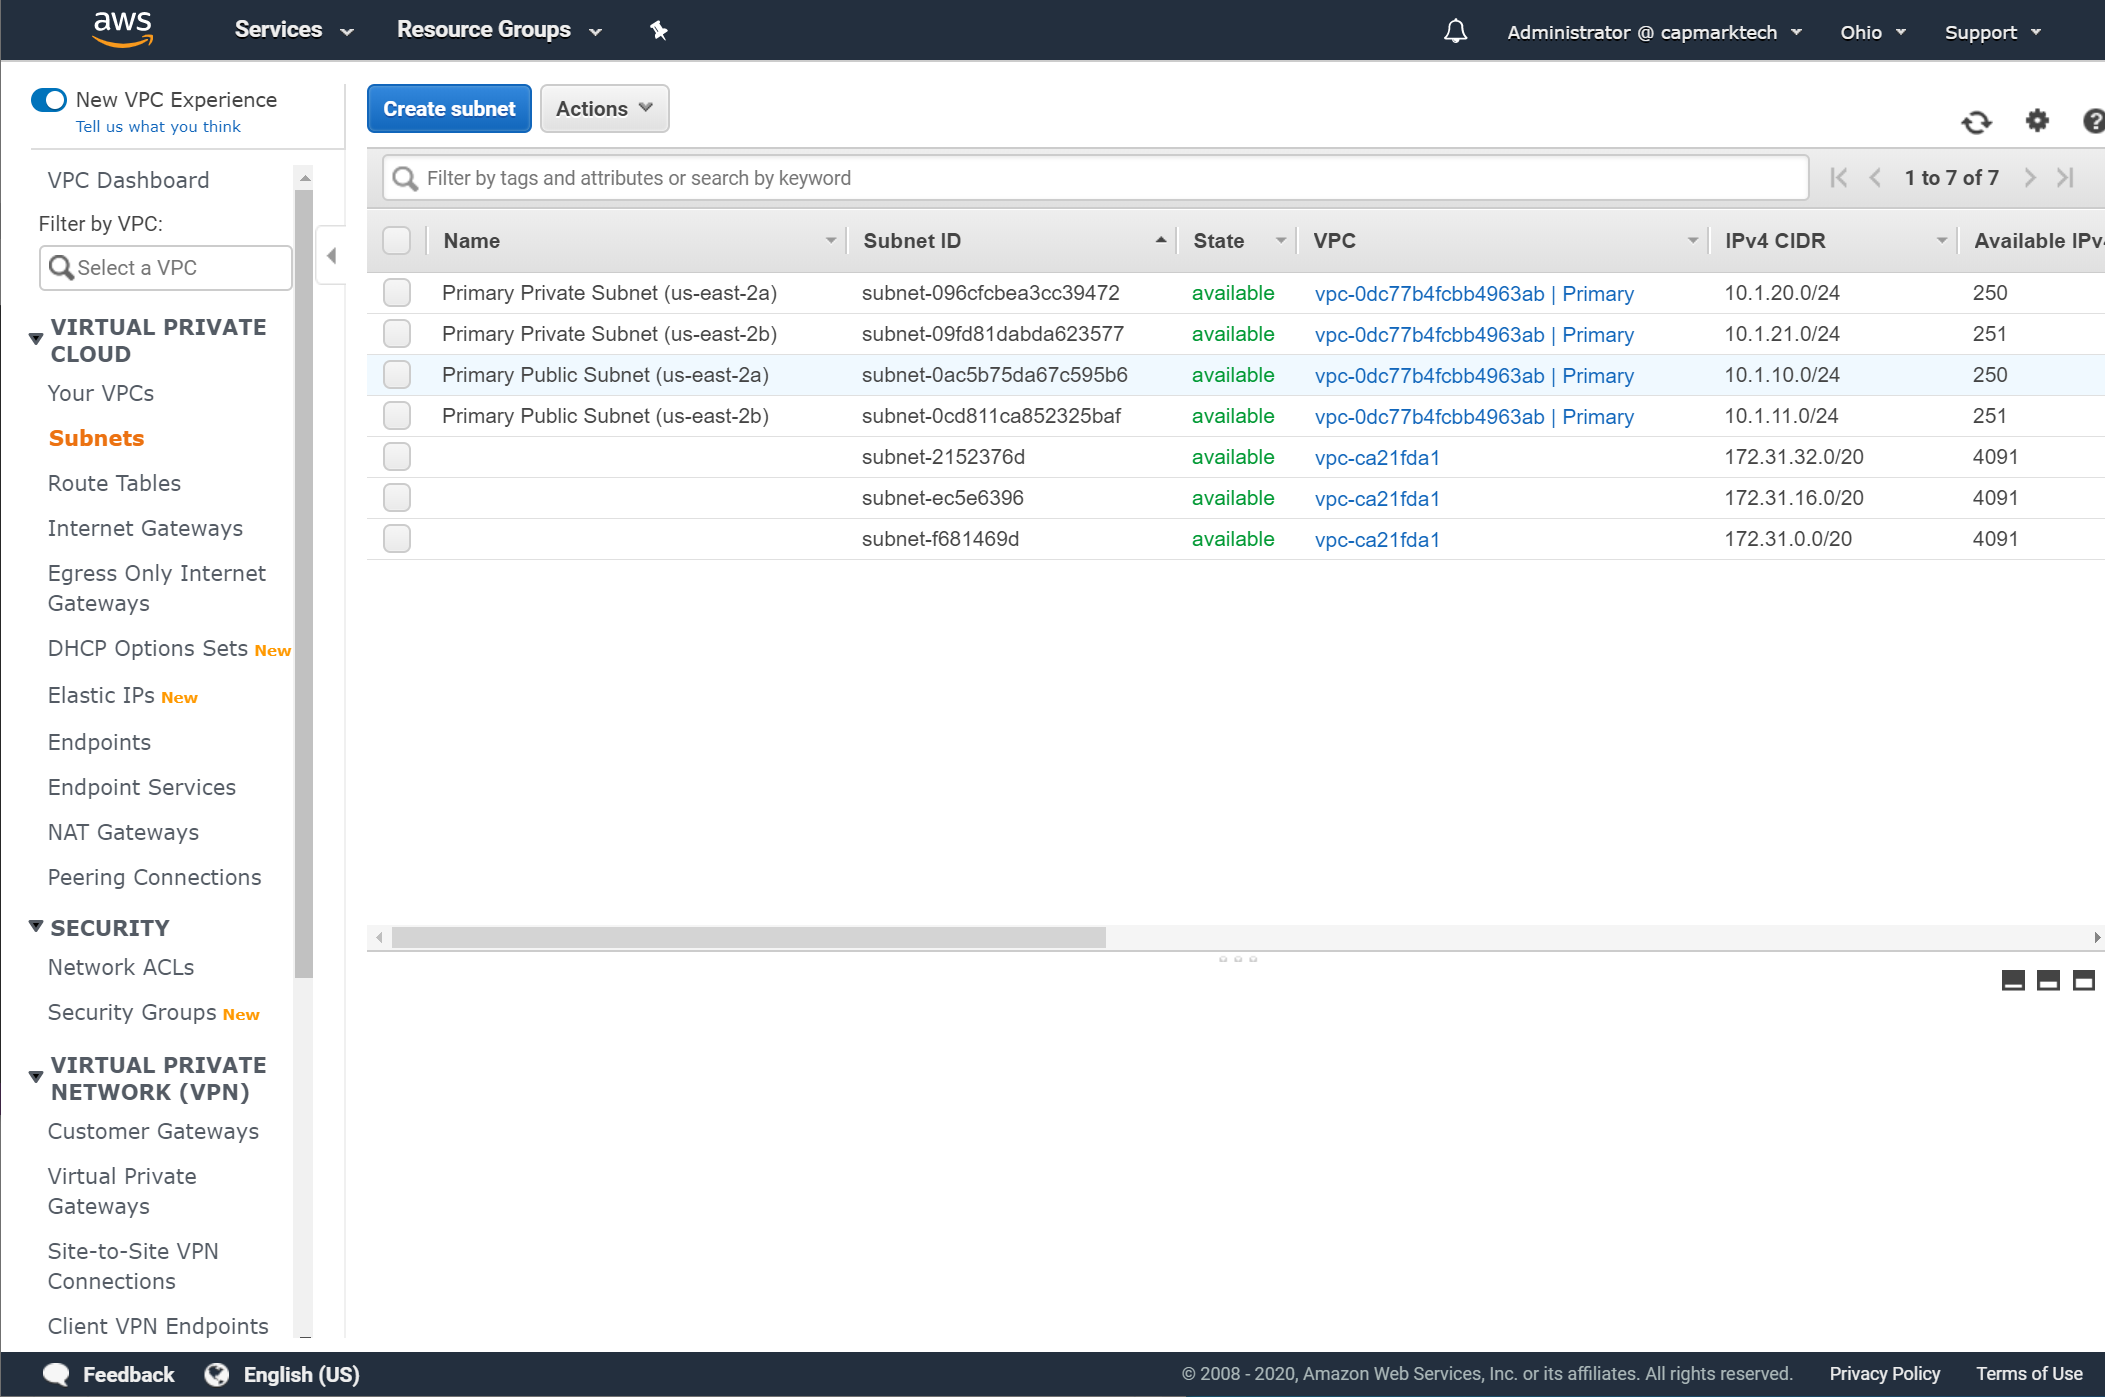 aws Services Resource Groups Administrator @ capmarktech Ohio Support
New VPC Experience
Tell us what you think
Create subnet Actions
VPC Dashboard
Filter by VPC:
Select a VPC
VIRTUAL PRIVATE
CLOUD
Your VPCs
Subnets
Route Tables
Internet Gateways
Egress Only Internet
Gateways
DHCP Options Sets New
Elastic IPs New
Endpoints
Endpoint Services
NAT Gateways
Peering Connections
SECURITY
Network ACLs
Security Groups New
VIRTUAL PRIVATE
NETWORK (VPN)
Customer Gateways
Virtual Private
Gateways
Site-to-Site VPN
Connections
Client VPN Endpoints
Filter by tags and attributes or search by keyword 1 to 7 of 7
Name Subnet ID State VPC IPv4 CIDR Available IPv4
Primary Private Subnet (us-east-2a) subnet-096cfcbea3cc39472 available vpc-0dc77b4fcbb4963ab | Primary 10.1.20.0/24 250
Primary Private Subnet (us-east-2b) subnet-09fd81dabda623577 available vpc-0dc77b4fcbb4963ab | Primary 10.1.21.0/24 251
Primary Public Subnet (us-east-2a) subnet-0ac5b75da67c595b6 available vpc-0dc77b4fcbb4963ab | Primary 10.1.10.0/24 250
Primary Public Subnet (us-east-2b) subnet-0cd811ca852325baf available vpc-0dc77b4fcbb4963ab | Primary 10.1.11.0/24 251
subnet-2152376d available vpc-ca21fda1 172.31.32.0/20 4091
subnet-ec5e6396 available vpc-ca21fda1 172.31.16.0/20 4091
subnet-f681469d available vpc-ca21fda1 172.31.0.0/20 4091
Feedback English (US) © 2008 - 2020, Amazon Web Services, Inc. or its affiliates. All rights reserved. Privacy Policy Terms of Use